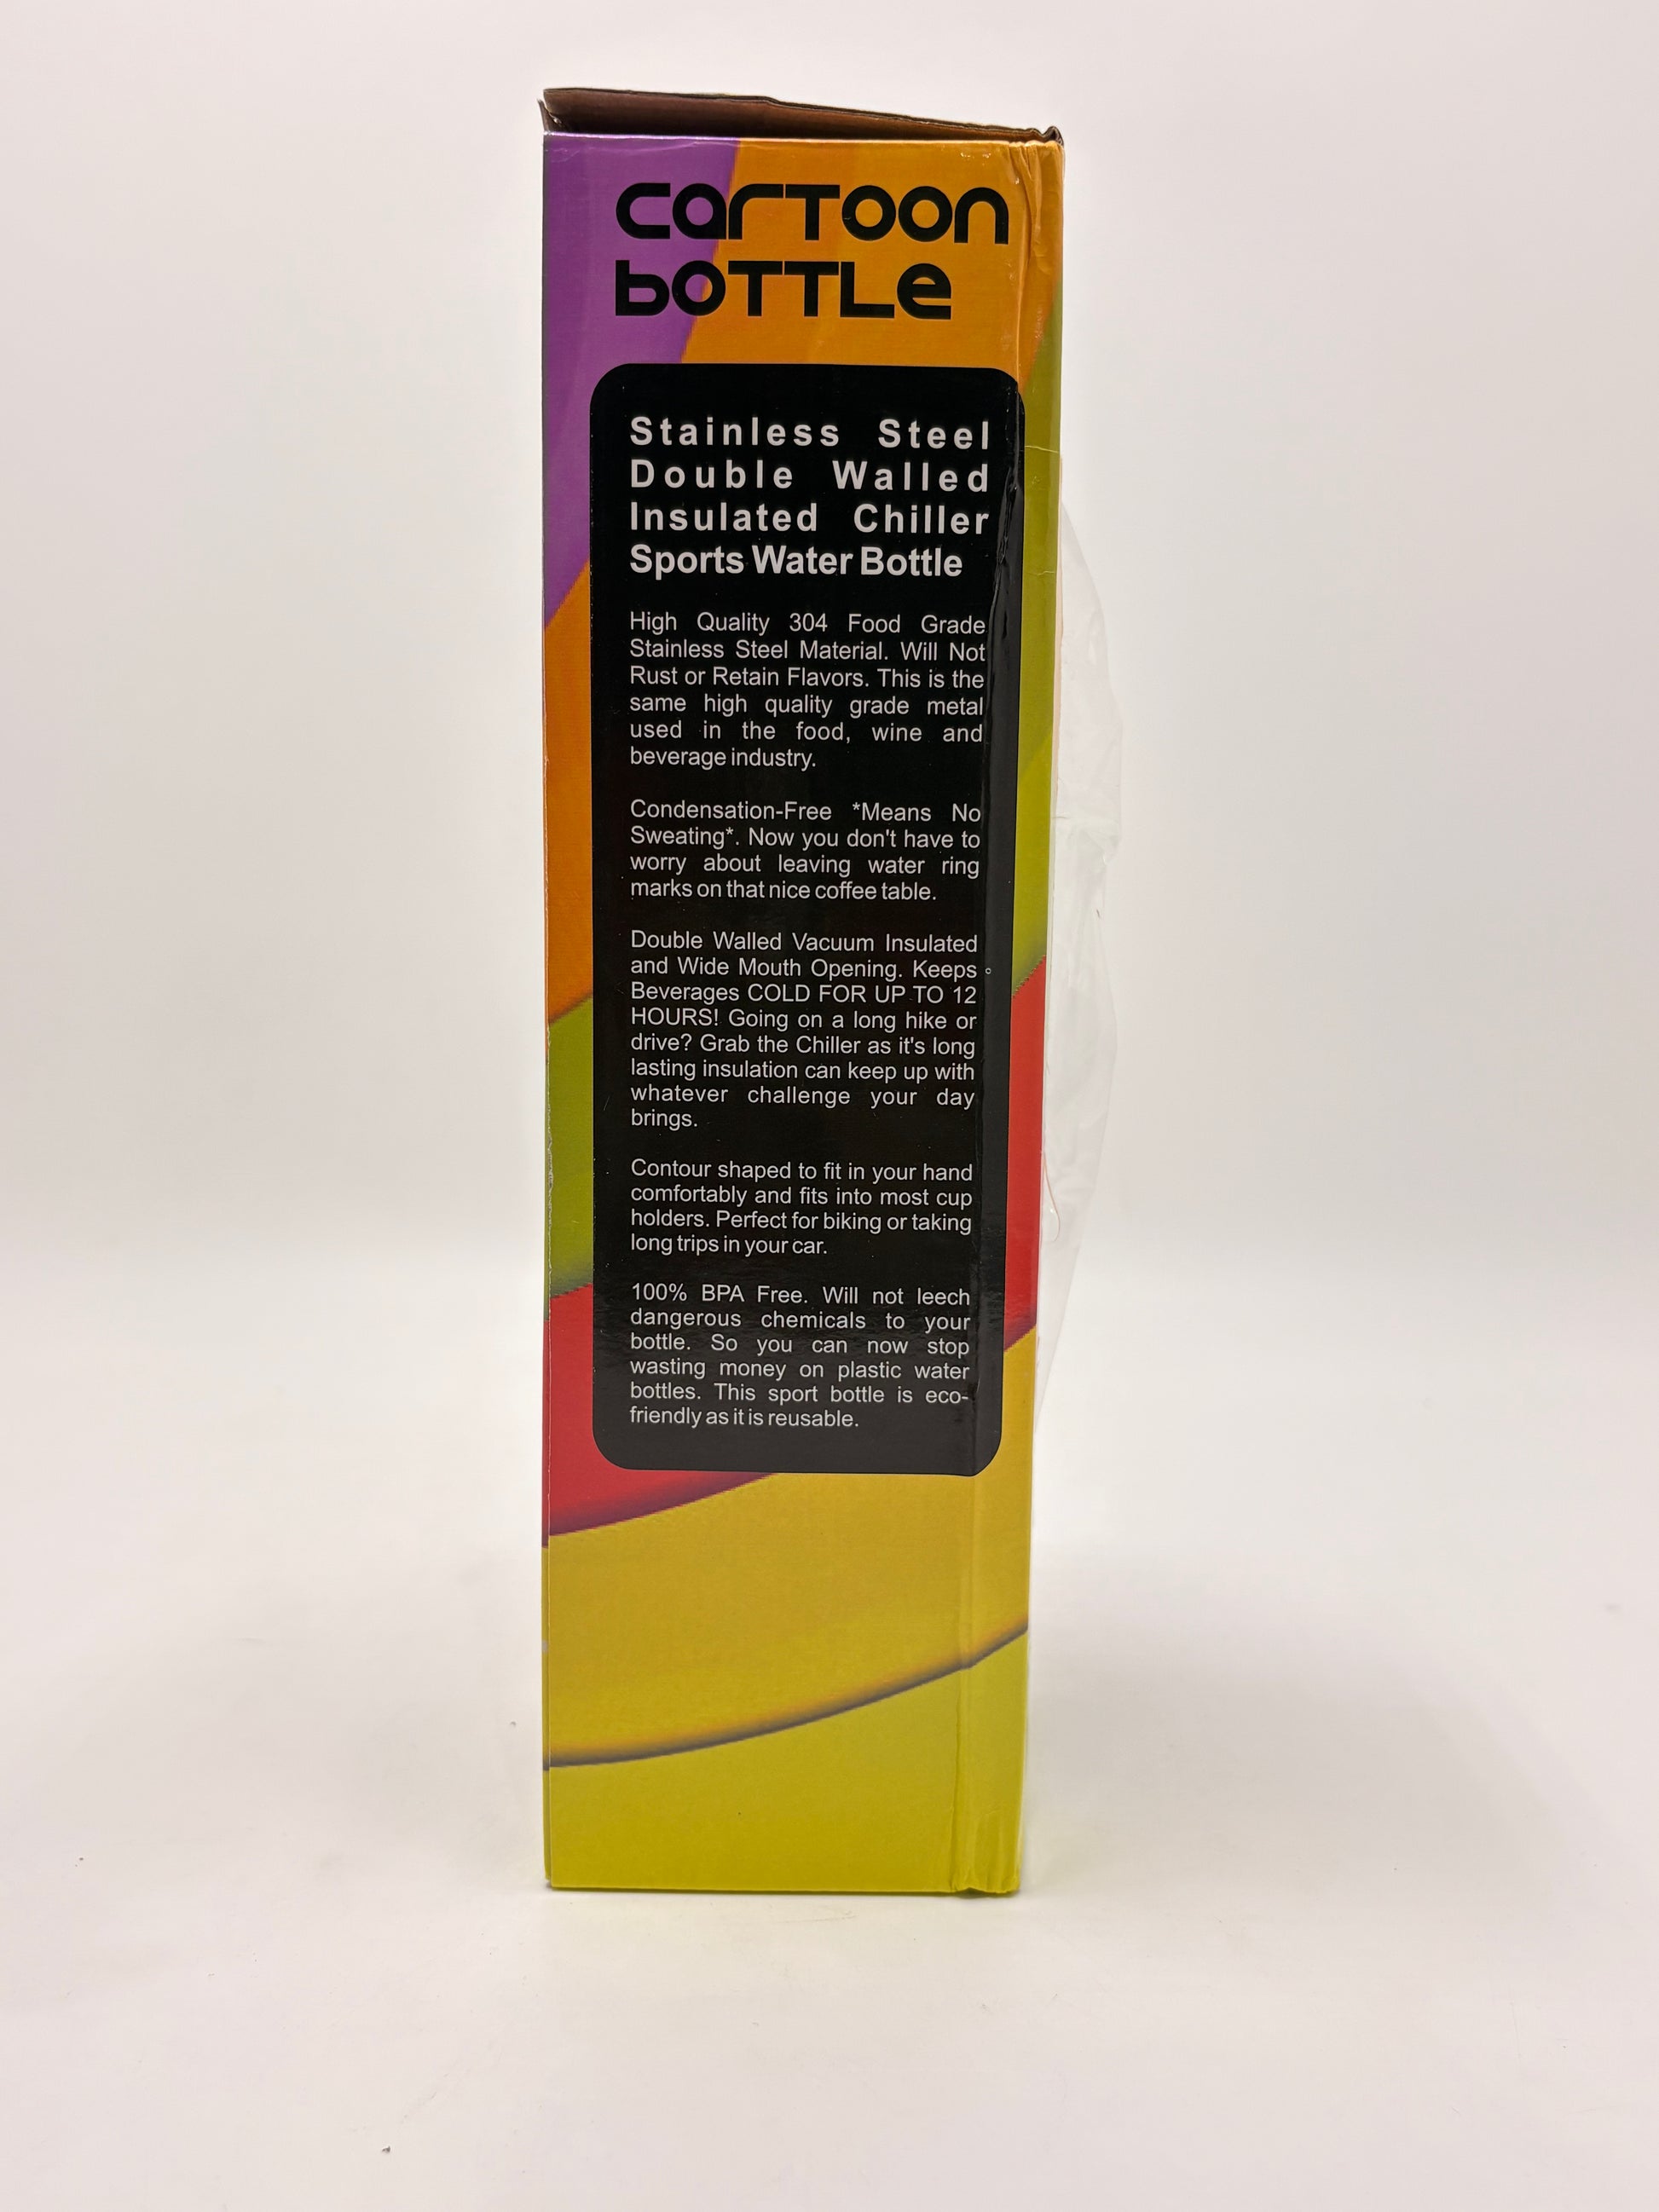 carToon
boTTLe
Stainless Steel
Double Walled
Insulated Chiller
Sports Water Bottle
High Quality 304 Food Grade
Stainless Steel Material. Will Not
Rust or Retain Flavors. This is the
same high quality grade metal
used in the food, wine and
beverage industry.
Condensation-Free *Means No
Sweating*. Now you don't have to
worry about leaving water ring
marks on that nice coffee table.
Double Walled Vacuum Insulated
and Wide Mouth Opening. Keeps
Beverages COLD FOR UP TO 12
HOURS! Going on a long hike or
drive? Grab the Chiller as it's long
lasting insulation can keep up with
whatever challenge your day
brings.
Contour shaped to fit in your hand
comfortably and fits into most cup
holders. Perfect for biking or taking
long trips in your car.
100% BPA Free. Will not leech
dangerous chemicals to your
bottle. So you can now stop
wasting money on plastic water
bottles. This sport bottle is eco-
friendly as it is reusable.